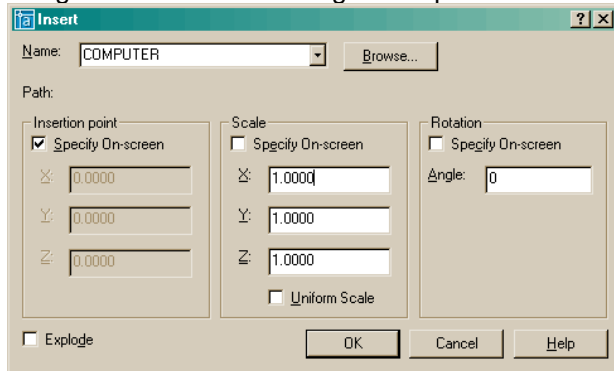 Insert
Name: COMPUTER Browse...
Path:
Insertion point Scale Rotation
Specify On-screen Specify On-screen Specify On-screen
X: 0.0000 X: 1.0000 Angle: 0
Y: 0.0000 Y: 1.0000
Z: 0.0000 Z: 1.0000
Uniform Scale
Explode OK Cancel Help